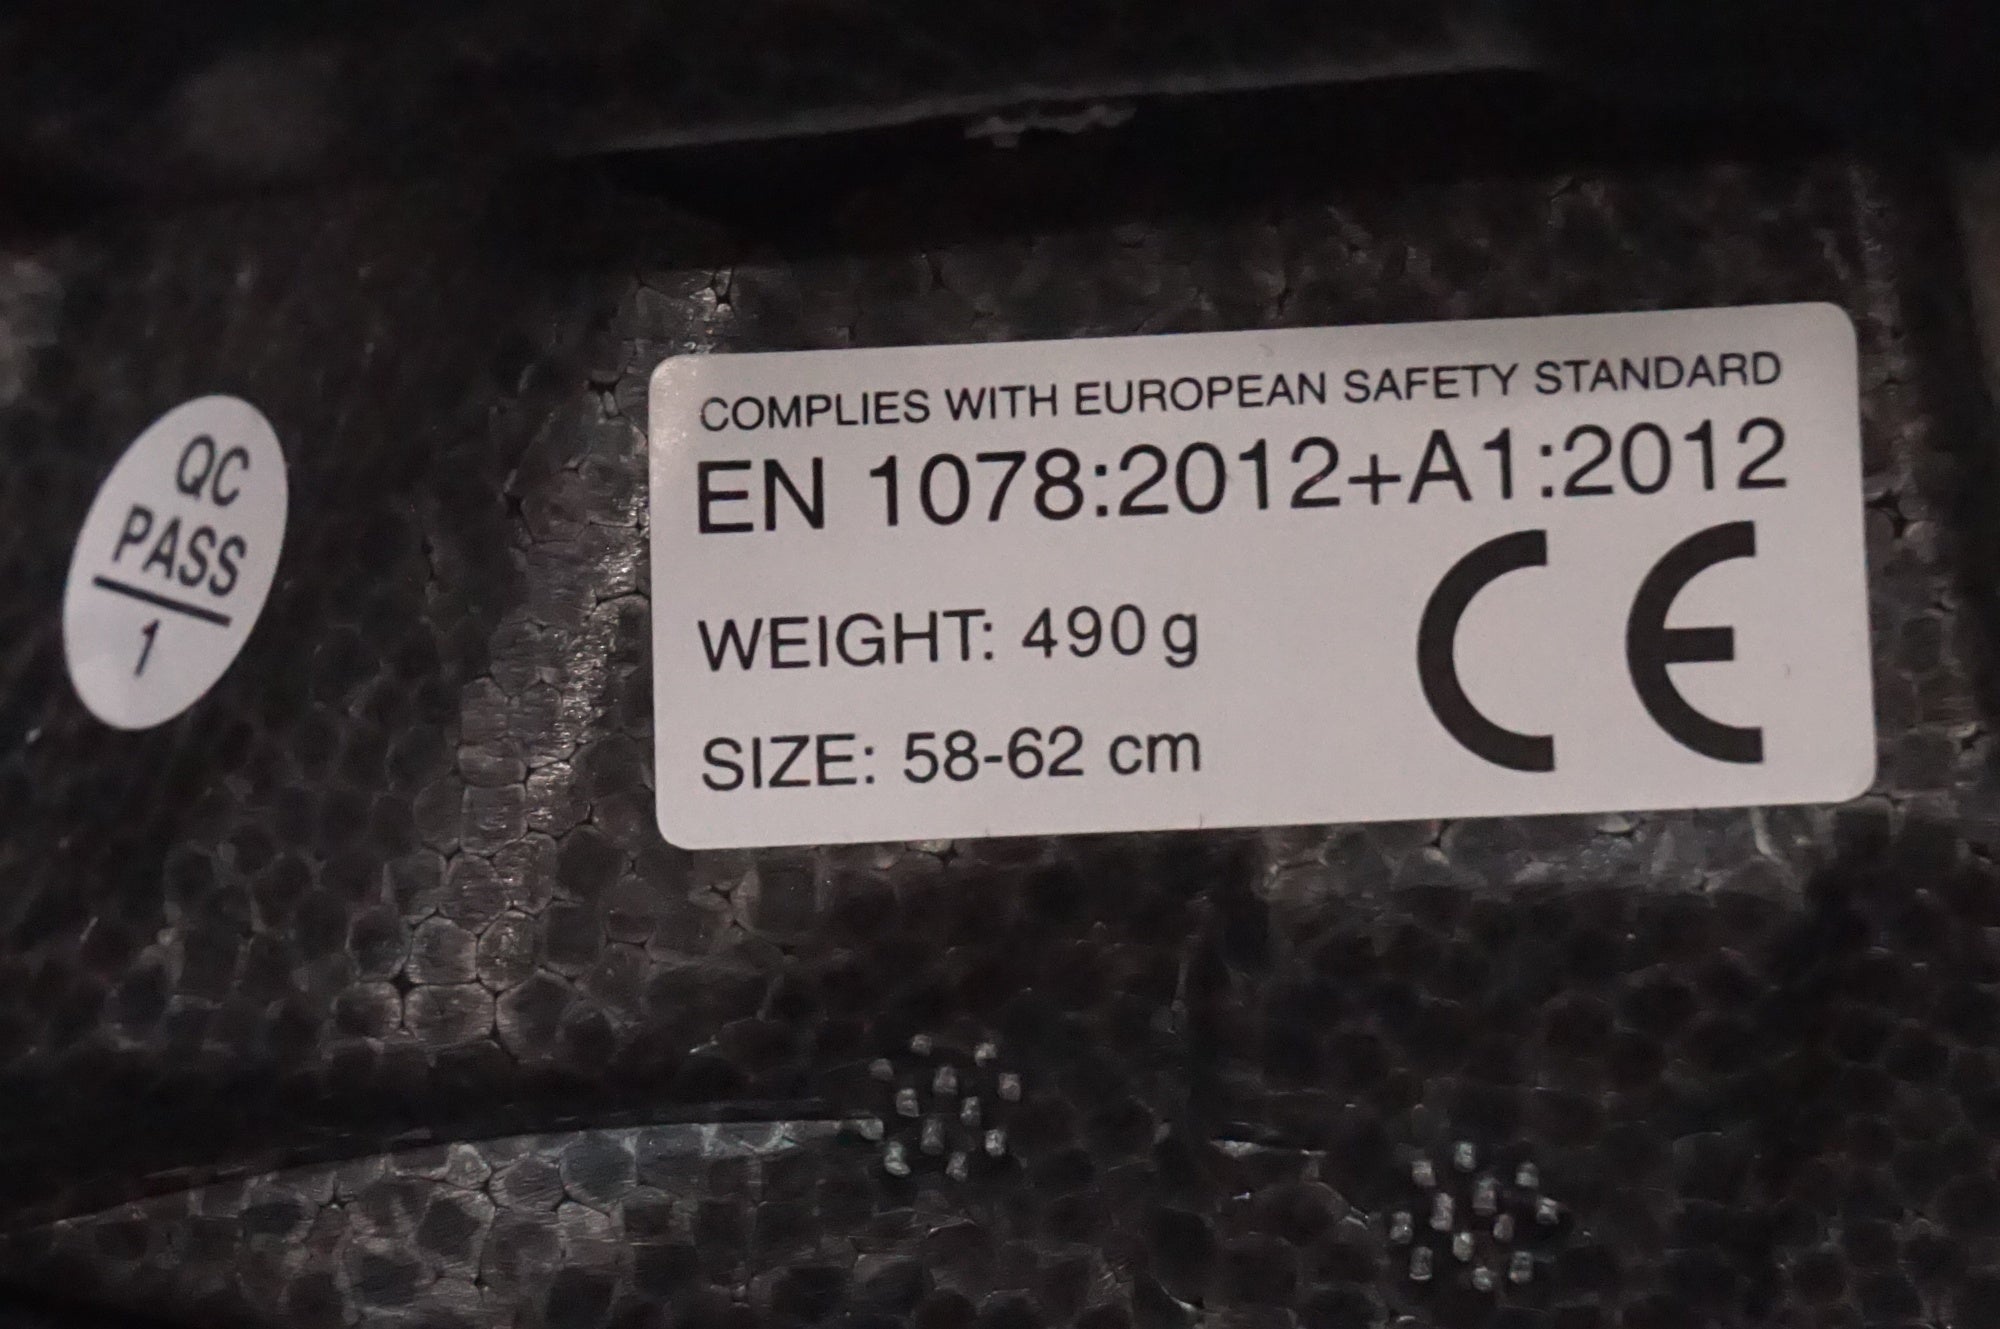 QC
PASS
1
COMPLIES WITH EUROPEAN SAFETY STANDARD
EN 1078:2012+A1:2012
WEIGHT: 490 g
SIZE: 58-62 cm
CE